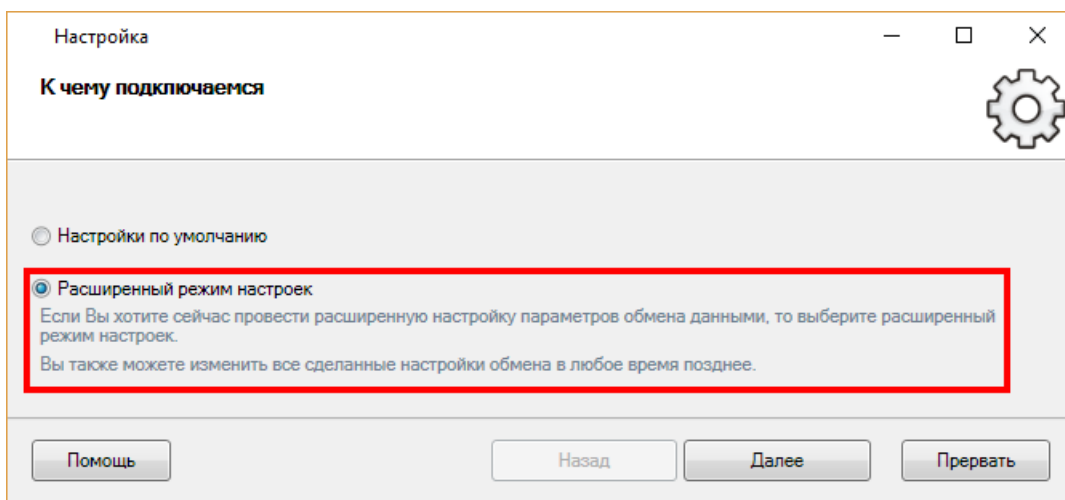 Настройка
К чему подключаемся
Настройки по умолчанию
Расширенный режим настроек
Если Вы хотите сейчас провести расширенную настройку параметров обмена данными, то выберите расширенный
режим настроек.
Вы также можете изменить все сделанные настройки обмена в любое время позднее.
Помощь
Назад
Далее
Прервать